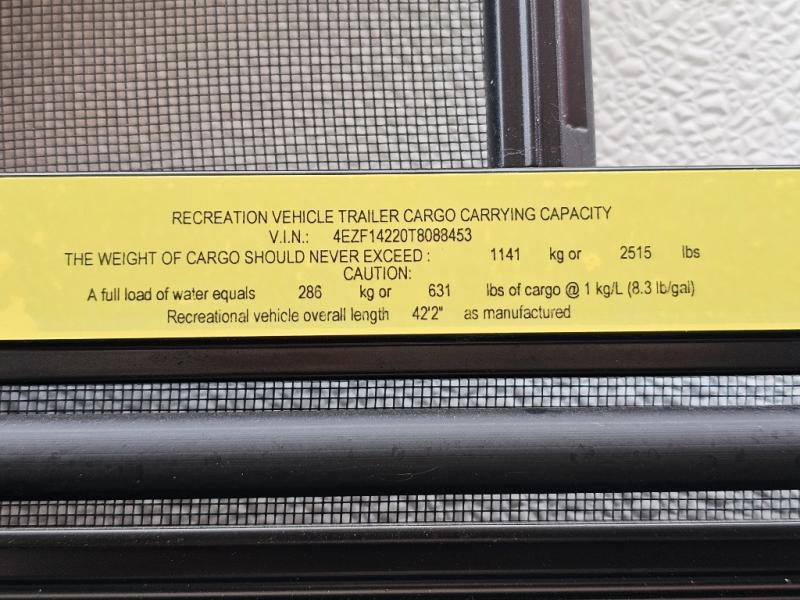 RECREATION VEHICLE TRAILER CARGO CARRYING CAPACITY
V.I.N.: 4EZF14220T8088453
THE WEIGHT OF CARGO SHOULD NEVER EXCEED : 1141 kg or 2515 lbs
CAUTION:
A full load of water equals 286 kg or 631 lbs of cargo @ 1 kg/L (8.3 lb/gal)
Recreational vehicle overall length 42'2" as manufactured